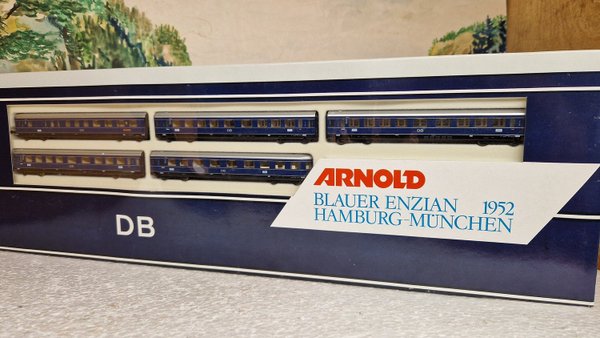 ARNOLD
BLAUER ENZIAN 1952
HAMBURG-MÜNCHEN
DB